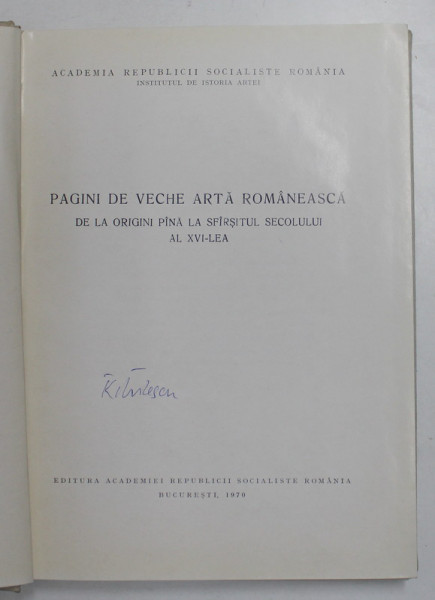 ACADEMIA REPUBLICII SOCIALISTE ROMÂNIA
INSTITUTUL DE ISTORIA ARTEI
PAGINI DE VECHE ARTĂ ROMÂNEASCĂ
DE LA ORIGINI PÎNĂ LA SFÎRȘITUL SECOLULUI
AL XVI-LEA
EDITURA ACADEMIEI REPUBLICII SOCIALISTE ROMÂNIA
BUCUREȘTI, 1970